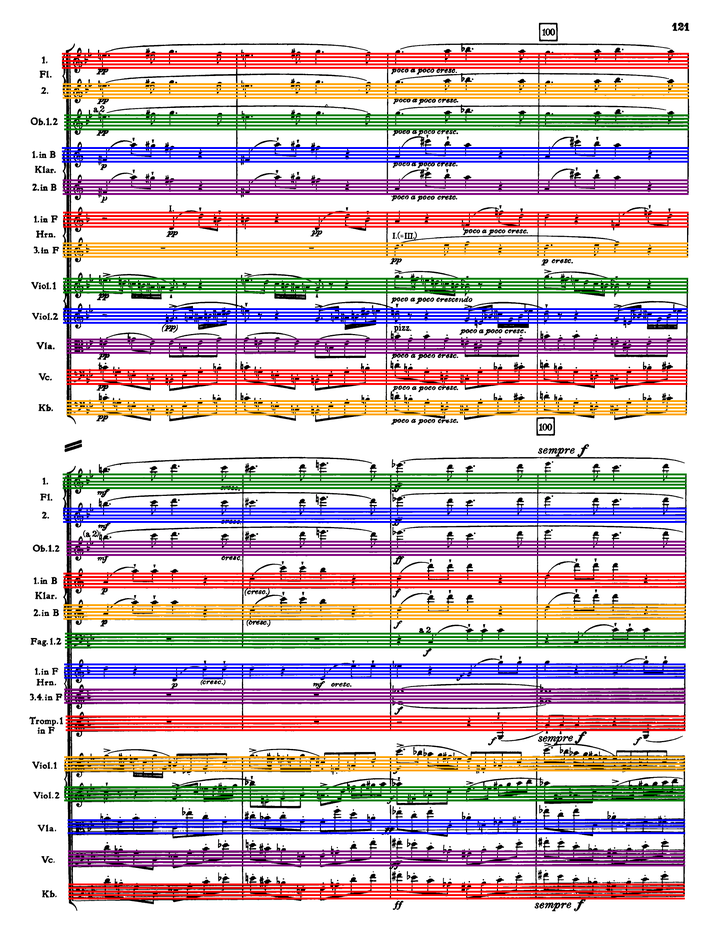 121
100
1.
Fl.
pp
poco a poco cresc.
2.
pp
poco a poco cresc.
a 2
Ob.1.2
pp
poco a poco cresc.
1.in B
p
poco a poco cresc.
Klar.
2.in B
p
poco a poco cresc.
1.in F
I.
pp
pp
poco a poco cresc.
Hrn.
I.(=III.)
3.in F
pp
p cresc.
Viol.1
pp
poco a poco crescendo
Viol.2
(pp)
pizz.
poco a poco cresc.
Vla.
pp
poco a poco cresc.
Vc.
pp
poco a poco cresc.
Kb.
pp
poco a poco cresc.
100
sempre f
1.
mf
cresc.
ff
Fl.
2.
mf
cresc.
ff
(a 2)
Ob.1.2
mf
cresc.
ff
1.in B
p
(cresc.)
f
Klar.
2.in B
p
(cresc.)
f
Fag.1.2
a 2
f
1.in F
p
(cresc.)
mf
cresc.
f
Hrn.
3.4.in F
f
Tromp.1
in F
f
sempre f
f
Viol.1
Viol.2
Vla.
ff
Vc.
ff
Kb.
ff
sempre f